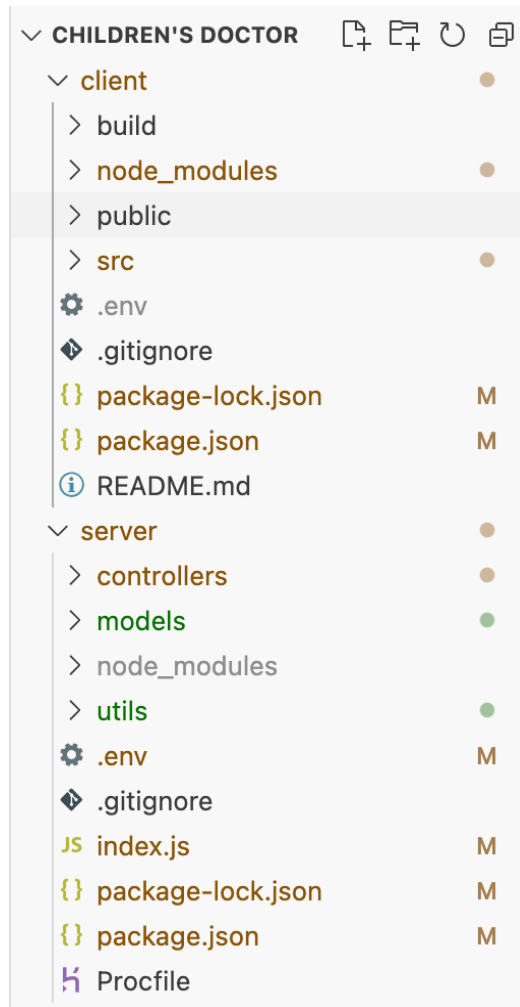 CHILDREN'S DOCTOR
client
build
node_modules
public
src
.env
.gitignore
package-lock.json M
package.json M
README.md
server
controllers
models
node_modules
utils
.env M
.gitignore
JS index.js M
package-lock.json M
package.json M
Procfile